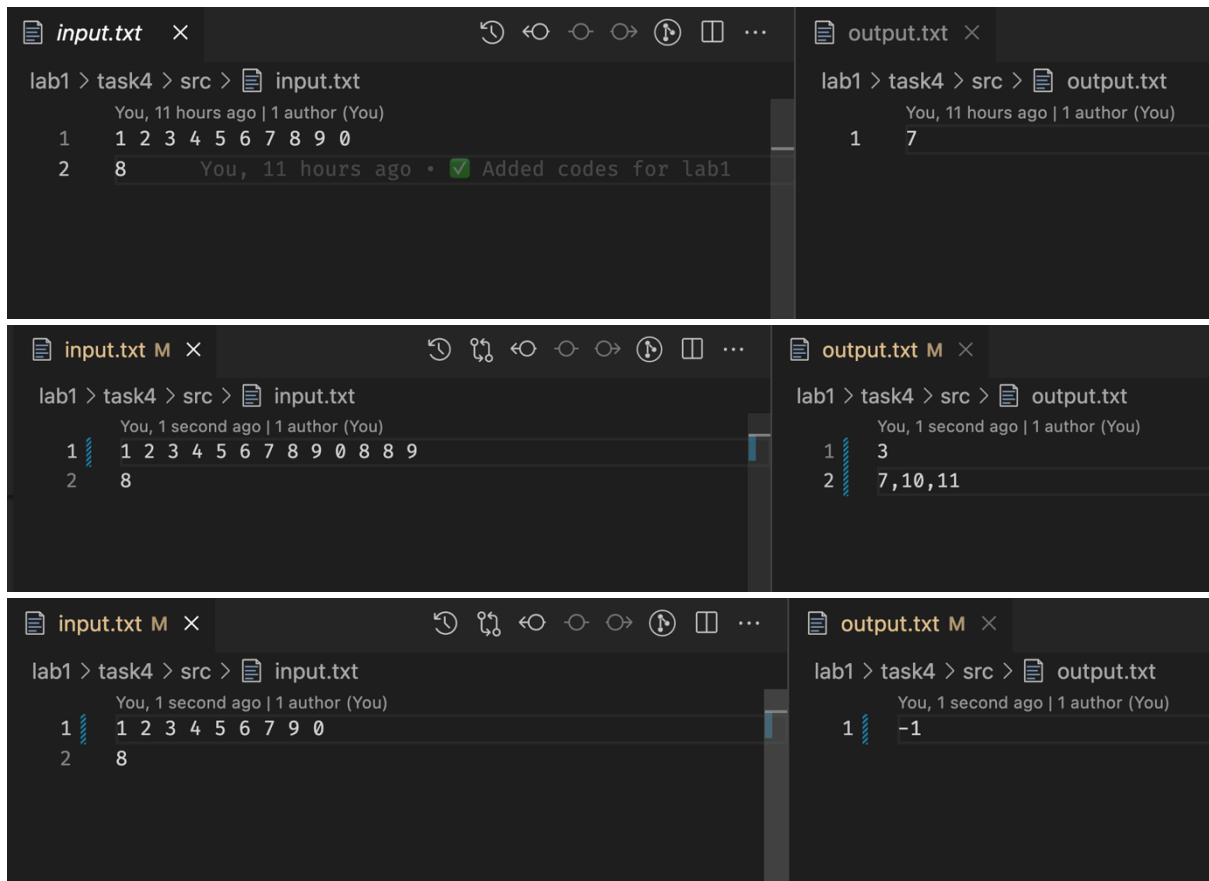 input.txt
output.txt
lab1 > task4 > src > input.txt
lab1 > task4 > src > output.txt
You, 11 hours ago | 1 author (You)
You, 11 hours ago | 1 author (You)
1 1 2 3 4 5 6 7 8 9 0
1 7
2 8 You, 11 hours ago • ✅ Added codes for lab1
input.txt M
output.txt M
lab1 > task4 > src > input.txt
lab1 > task4 > src > output.txt
You, 1 second ago | 1 author (You)
You, 1 second ago | 1 author (You)
1 1 2 3 4 5 6 7 8 9 0 8 8 9
1 3
2 8
2 7,10,11
input.txt M
output.txt M
lab1 > task4 > src > input.txt
lab1 > task4 > src > output.txt
You, 1 second ago | 1 author (You)
You, 1 second ago | 1 author (You)
1 1 2 3 4 5 6 7 9 0
1 -1
2 8